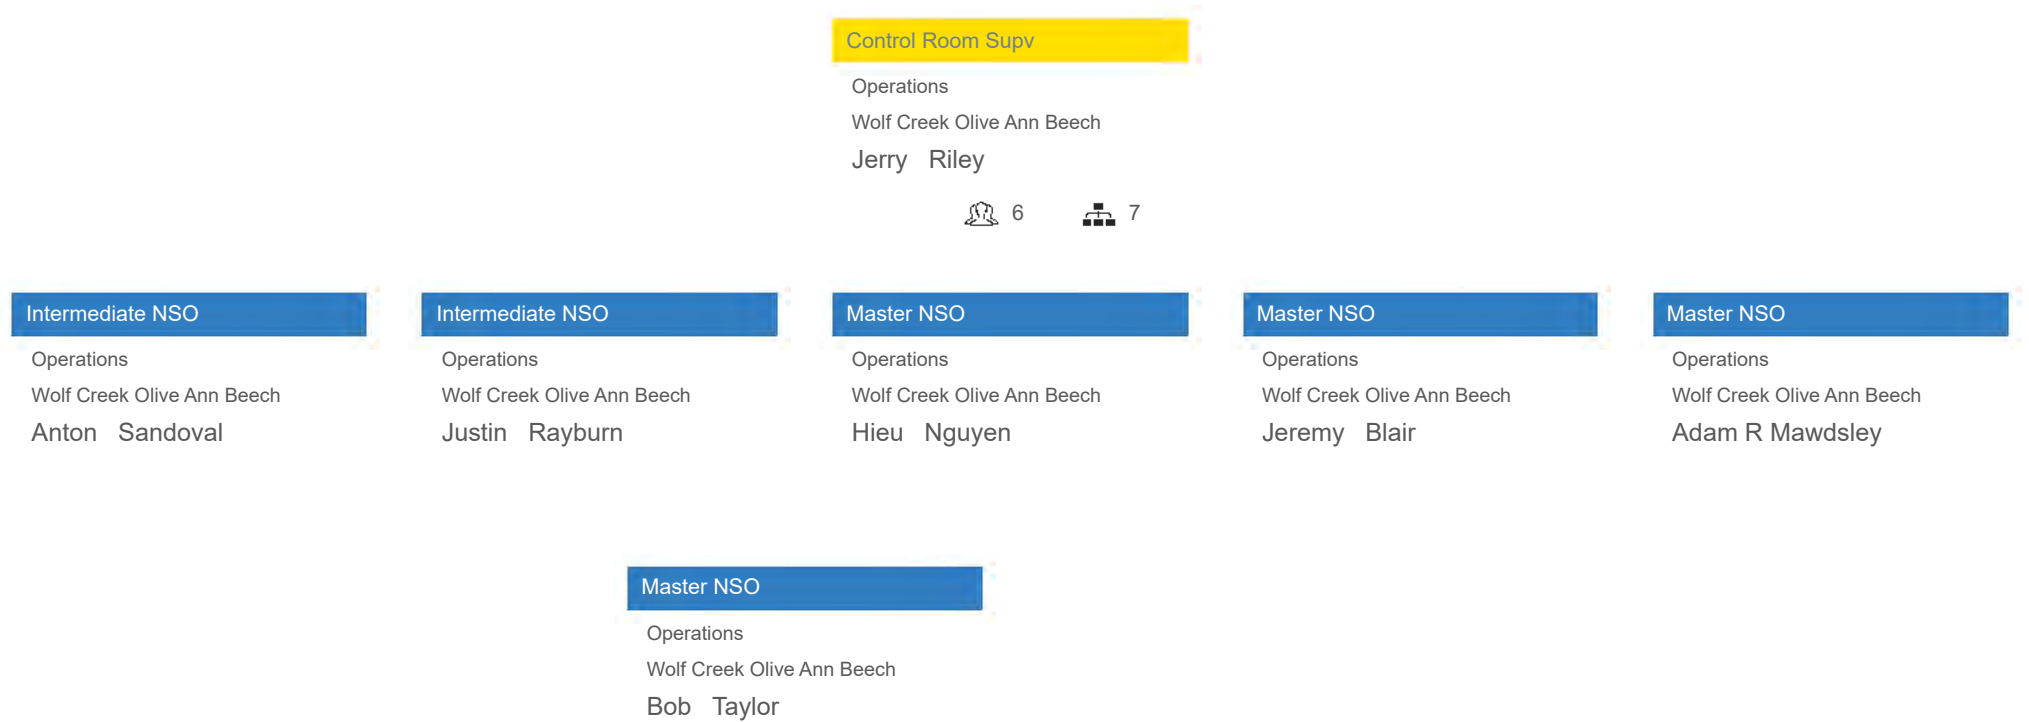 Control Room Supv
Operations
Wolf Creek Olive Ann Beech
Jerry Riley
6 7
Intermediate NSO
Operations
Wolf Creek Olive Ann Beech
Anton Sandoval
Intermediate NSO
Operations
Wolf Creek Olive Ann Beech
Justin Rayburn
Master NSO
Operations
Wolf Creek Olive Ann Beech
Hieu Nguyen
Master NSO
Operations
Wolf Creek Olive Ann Beech
Jeremy Blair
Master NSO
Operations
Wolf Creek Olive Ann Beech
Adam R Mawdsley
Master NSO
Operations
Wolf Creek Olive Ann Beech
Bob Taylor